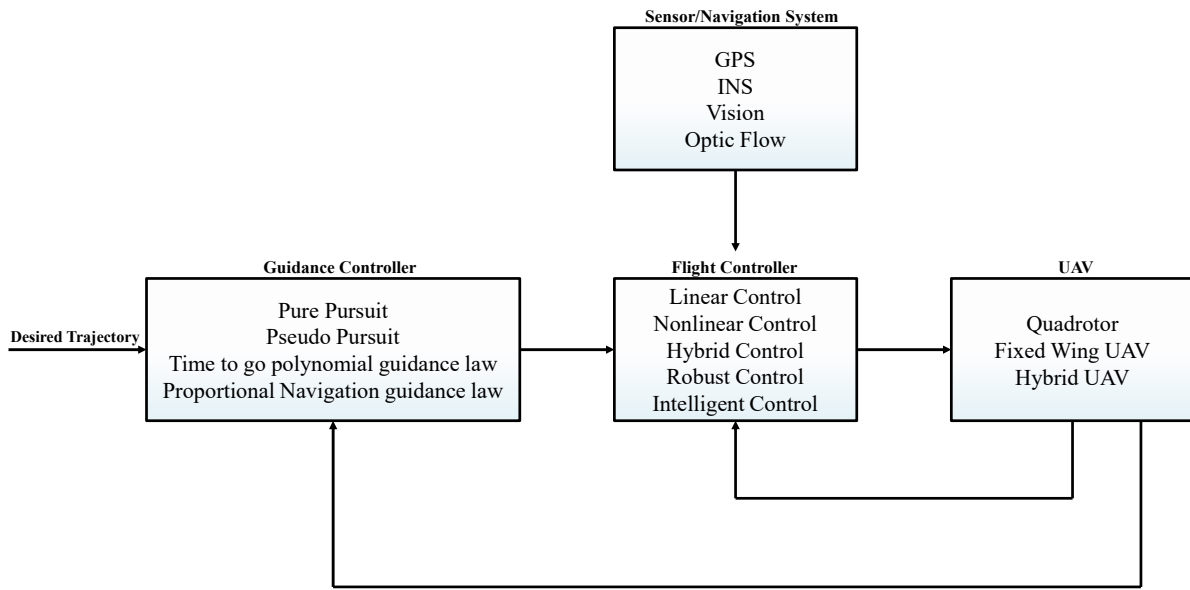 Sensor/Navigation System
GPS
INS
Vision
Optic Flow
Guidance Controller
Flight Controller
UAV
Desired Trajectory
Pure Pursuit
Pseudo Pursuit
Time to go polynomial guidance law
Proportional Navigation guidance law
Linear Control
Nonlinear Control
Hybrid Control
Robust Control
Intelligent Control
Quadrotor
Fixed Wing UAV
Hybrid UAV